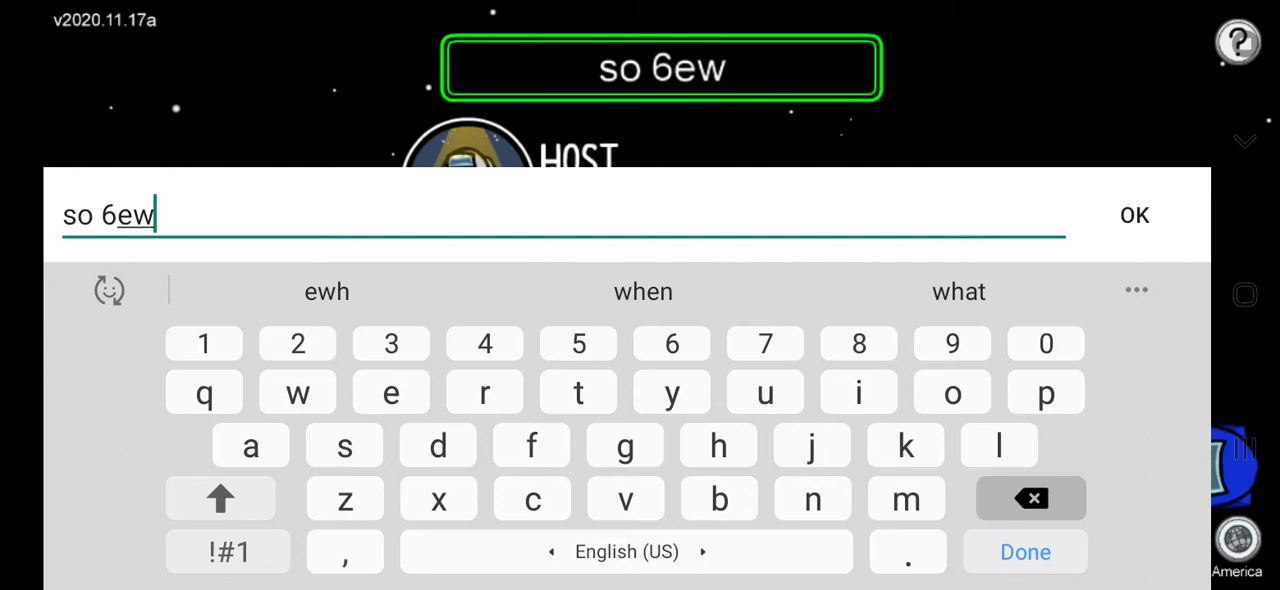 v2020.11.17a
so 6ew
HOST
so 6ew
OK
ewh when what
1 2 3 4 5 6 7 8 9 0
q w e r t y u i o p
a s d f g h j k l
z x c v b n m
!#1 , English (US) . Done
America